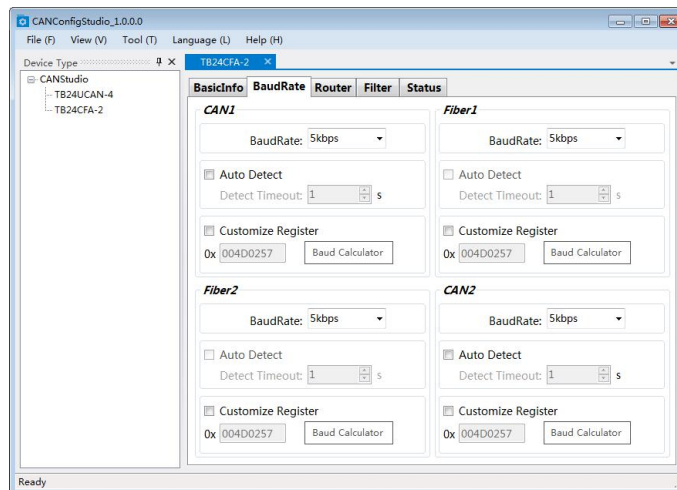 CANConfigStudio_1.0.0.0
File (F) View (V) Tool (T) Language (L) Help (H)
Device Type
CANStudio
TB24UCAN-4
TB24CFA-2
TB24CFA-2
BasicInfo BaudRate Router Filter Status
CAN1
BaudRate: 5kbps
Auto Detect
Detect Timeout: 1 s
Customize Register
0x 004D0257 Baud Calculator
Fiber1
BaudRate: 5kbps
Auto Detect
Detect Timeout: 1 s
Customize Register
0x 004D0257 Baud Calculator
Fiber2
BaudRate: 5kbps
Auto Detect
Detect Timeout: 1 s
Customize Register
0x 004D0257 Baud Calculator
CAN2
BaudRate: 5kbps
Auto Detect
Detect Timeout: 1 s
Customize Register
0x 004D0257 Baud Calculator
Ready